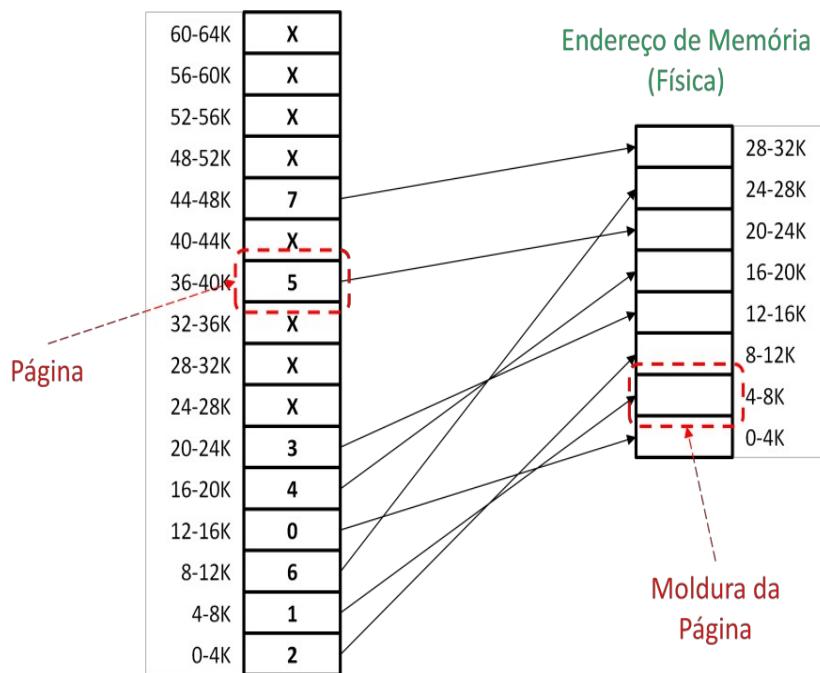 60-64K X
56-60K X
52-56K X
48-52K X
44-48K 7
40-44K X
36-40K 5
32-36K X
28-32K X
24-28K X
20-24K 3
16-20K 4
12-16K 0
8-12K 6
4-8K 1
0-4K 2
Página
Endereço de Memória
(Física)
28-32K
24-28K
20-24K
16-20K
12-16K
8-12K
4-8K
0-4K
Moldura da
Página